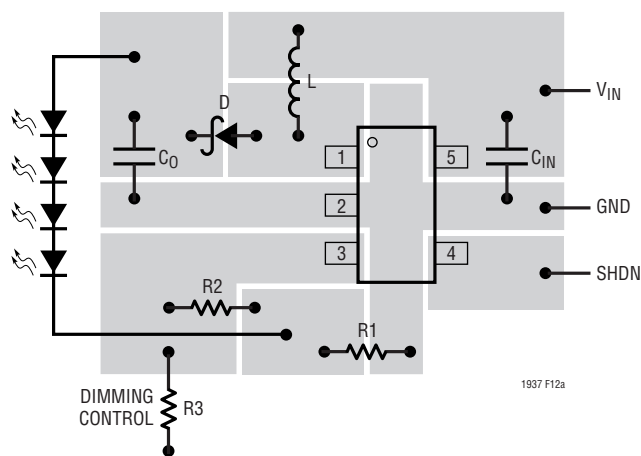 L
D
V_IN
C_O
1
5
C_IN
2
GND
3
4
SHDN
R2
R1
1937 F12a
DIMMING
CONTROL
R3